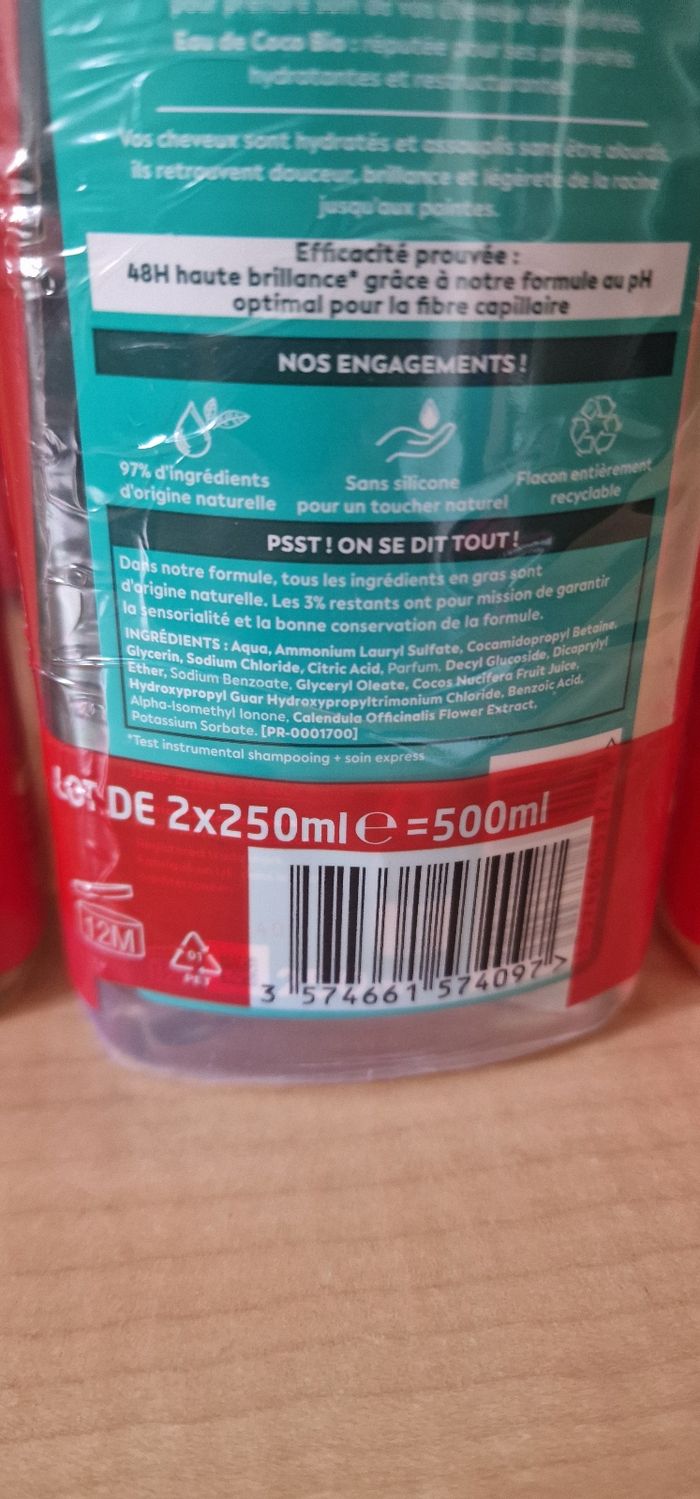 pour prendre soin de vos cheveux
Eau de Coco Bio : réputée pour ses propriétés
hydratantes et restructurantes.
Vos cheveux sont hydratés et assouplis sans être alourdis,
ils retrouvent douceur, brillance et légèreté de la racine
jusqu'aux pointes.
Efficacité prouvée :
48H haute brillance* grâce à notre formule au pH
optimal pour la fibre capillaire
NOS ENGAGEMENTS !
97% d'ingrédients
d'origine naturelle
Sans silicone
pour un toucher naturel
Flacon entièrement
recyclable
PSST ! ON SE DIT TOUT !
Dans notre formule, tous les ingrédients en gras sont
d'origine naturelle. Les 3% restants ont pour mission de garantir
la sensorialité et la bonne conservation de la formule.
INGRÉDIENTS : Aqua, Ammonium Lauryl Sulfate, Cocamidopropyl Betaine,
Glycerin, Sodium Chloride, Citric Acid, Parfum, Decyl Glucoside, Dicaprylyl
Ether, Sodium Benzoate, Glyceryl Oleate, Cocos Nucifera Fruit Juice,
Hydroxypropyl Guar Hydroxypropyltrimonium Chloride, Benzoic Acid,
Alpha-Isomethyl Ionone, Calendula Officinalis Flower Extract,
Potassium Sorbate. [PR-0001700]
*Test instrumental shampooing + soin express
LOT DE 2x250ml e =500ml
12M
01
PET
3 574661 574097 >